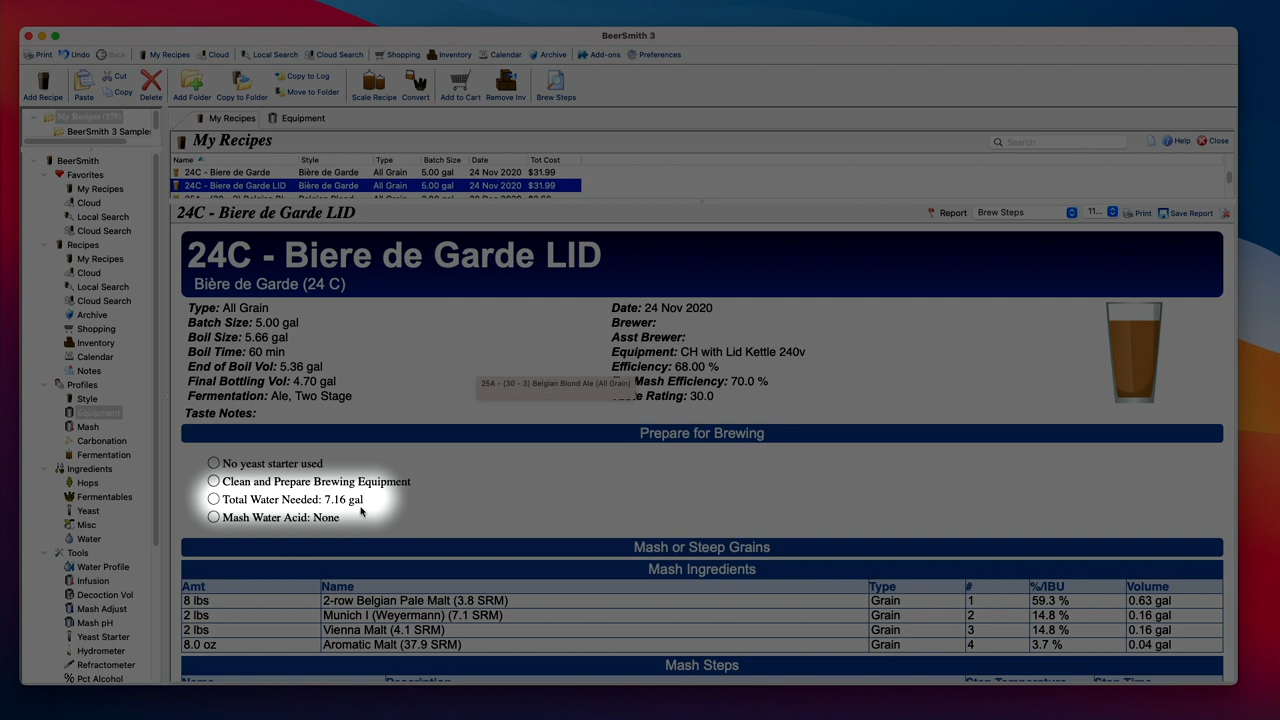 BeerSmith 3
Print Undo Back My Recipes Cloud Local Search Cloud Search Shopping Inventory Calendar Archive Add-ons Preferences
Add Recipe Paste Cut Copy Delete Add Folder Copy to Folder Copy to Log Move to Folder Scale Recipe Convert Add to Cart Remove Inv Brew Steps
My Recipes (179)
BeerSmith 3 Sample
BeerSmith
Favorites
My Recipes
Cloud
Local Search
Cloud Search
Recipes
My Recipes
Cloud
Local Search
Cloud Search
Archive
Shopping
Inventory
Calendar
Notes
Profiles
Style
Equipment
Mash
Carbonation
Fermentation
Ingredients
Hops
Fermentables
Yeast
Misc
Water
Tools
Water Profile
Infusion
Decoction Vol
Mash Adjust
Mash pH
Yeast Starter
Hydrometer
Refractometer
Pct Alcohol
My Recipes Equipment
My Recipes Search Help Close
Name Style Type Batch Size Date Tot Cost
24C - Biere de Garde Bière de Garde All Grain 5.00 gal 24 Nov 2020 $31.99
24C - Biere de Garde LID Bière de Garde All Grain 5.00 gal 24 Nov 2020 $31.99
24C - Biere de Garde LID Report Brew Steps 11... Print Save Report
24C - Biere de Garde LID
Bière de Garde (24 C)
Type: All Grain
Batch Size: 5.00 gal
Boil Size: 5.66 gal
Boil Time: 60 min
End of Boil Vol: 5.36 gal
Final Bottling Vol: 4.70 gal
Fermentation: Ale, Two Stage
Taste Notes:
Date: 24 Nov 2020
Brewer:
Asst Brewer:
Equipment: CH with Lid Kettle 240v
Efficiency: 68.00 %
Mash Efficiency: 70.0 %
Rating: 30.0
25A - (30 - 3) Belgian Blond Ale (All Grain)
Prepare for Brewing
No yeast starter used
Clean and Prepare Brewing Equipment
Total Water Needed: 7.16 gal
Mash Water Acid: None
Mash or Steep Grains
Mash Ingredients
Amt Name Type # %/IBU Volume
8 lbs 2-row Belgian Pale Malt (3.8 SRM) Grain 1 59.3 % 0.63 gal
2 lbs Munich I (Weyermann) (7.1 SRM) Grain 2 14.8 % 0.16 gal
2 lbs Vienna Malt (4.1 SRM) Grain 3 14.8 % 0.16 gal
8.0 oz Aromatic Malt (37.9 SRM) Grain 4 3.7 % 0.04 gal
Mash Steps